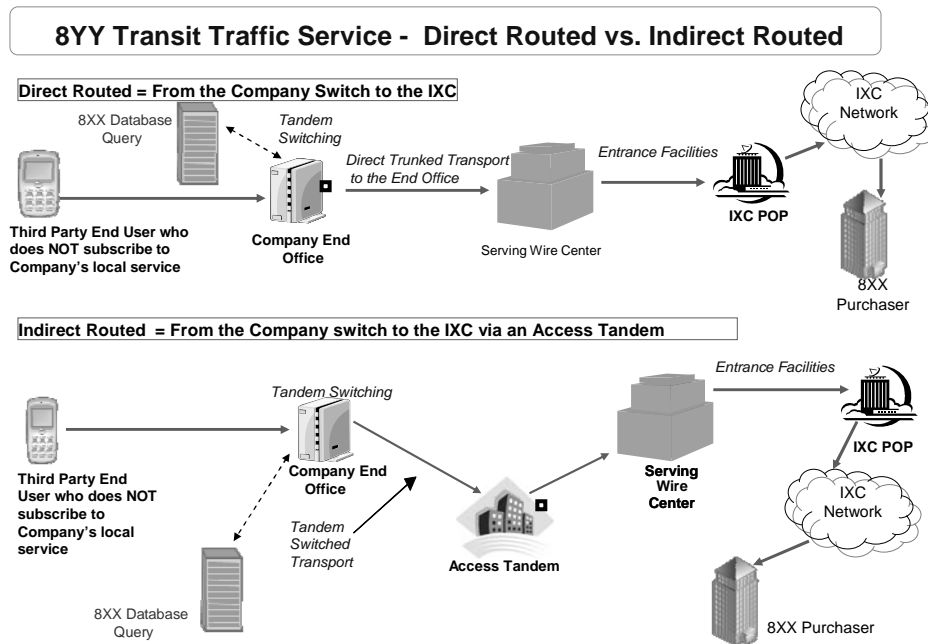 8YY Transit Traffic Service -  Direct Routed vs. Indirect Routed
Direct Routed = From the Company Switch to the IXC
8XX Database
Query
Tandem
Switching
Direct Trunked Transport
to the End Office
Entrance Facilities
IXC
Network
IXC POP
Third Party End User who
does NOT subscribe to
Company's local service
Company End
Office
Serving Wire Center
8XX
Purchaser
Indirect Routed  = From the Company switch to the IXC via an Access Tandem
Tandem Switching
Entrance Facilities
Third Party End
User who does NOT
subscribe to
Company's local
service
Company End
Office
Serving
Wire
Center
IXC POP
Tandem
Switched
Transport
Access Tandem
IXC
Network
8XX Database
Query
8XX Purchaser